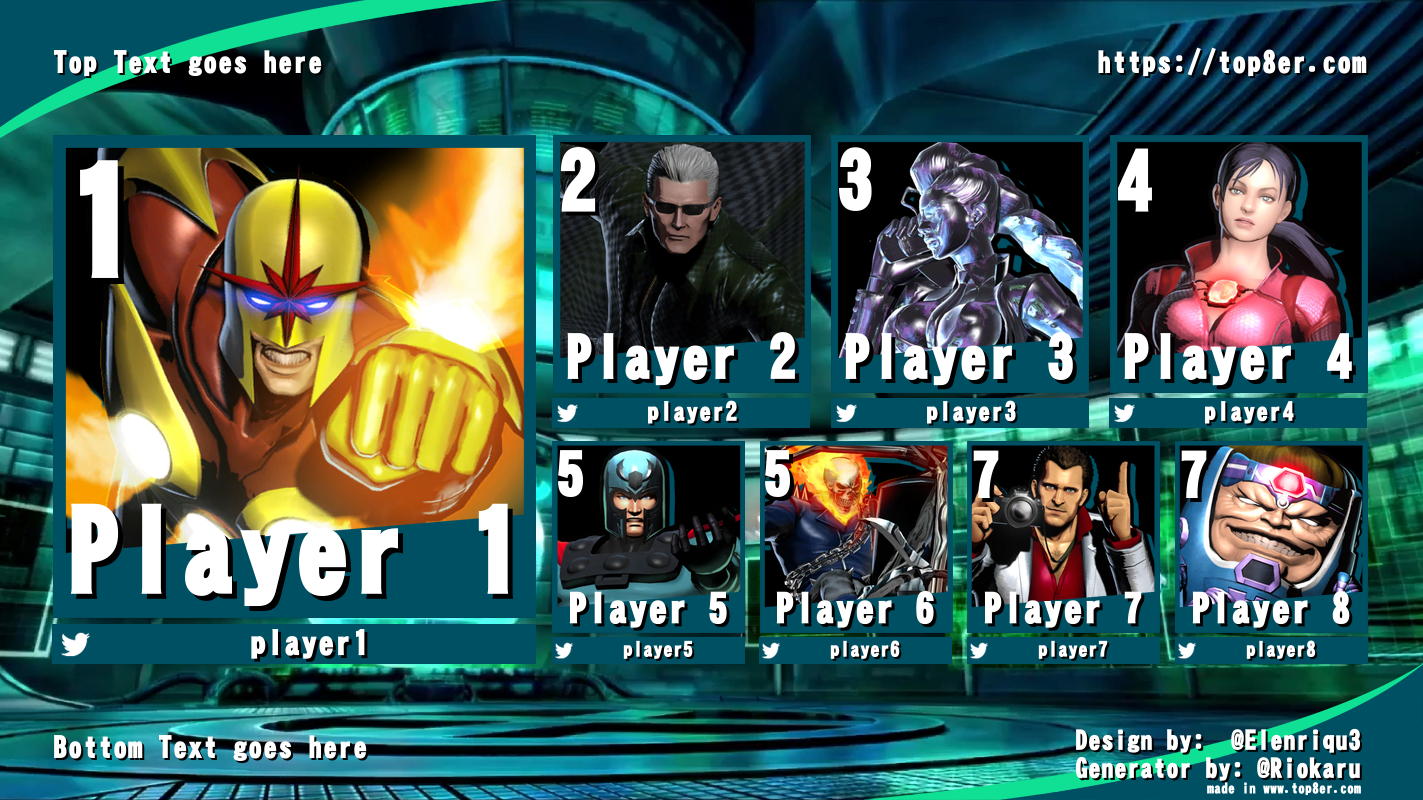 Top Text goes here
https://top8er.com
1
Player 1
player1
2
Player 2
player2
3
Player 3
player3
4
Player 4
player4
5
Player 5
player5
5
Player 6
player6
7
Player 7
player7
7
Player 8
player8
Bottom Text goes here
Design by: @Elenriqu3
Generator by: @Riokaru
made in www.top8er.com